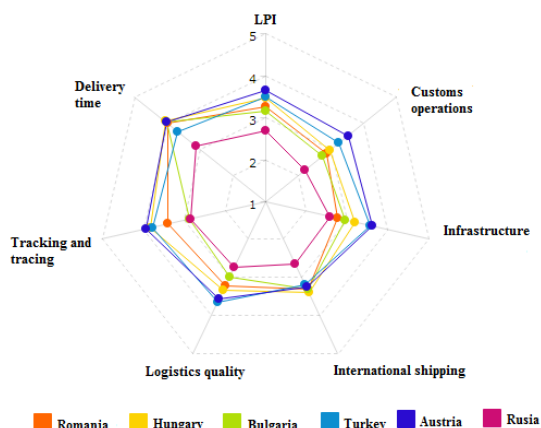 LPI
5
4
3
2
1
Customs
operations
Infrastructure
International shipping
Logistics quality
Tracking and
tracing
Delivery
time
Romania Hungary Bulgaria Turkey Austria Rusia